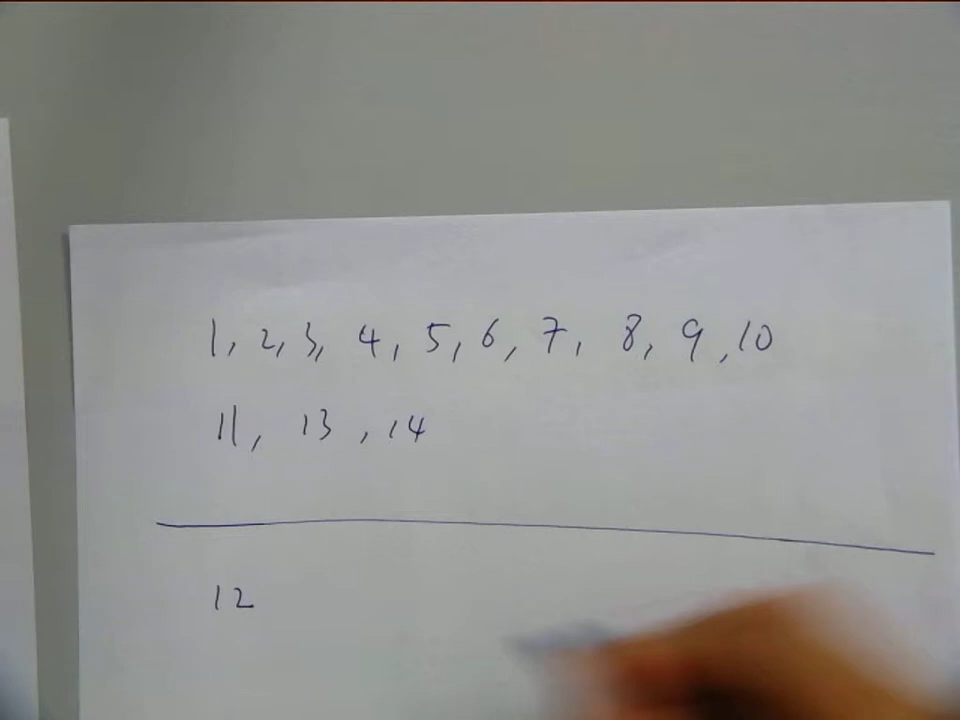 1, 2, 3, 4, 5, 6, 7, 8, 9, 10
11, 13, 14
12